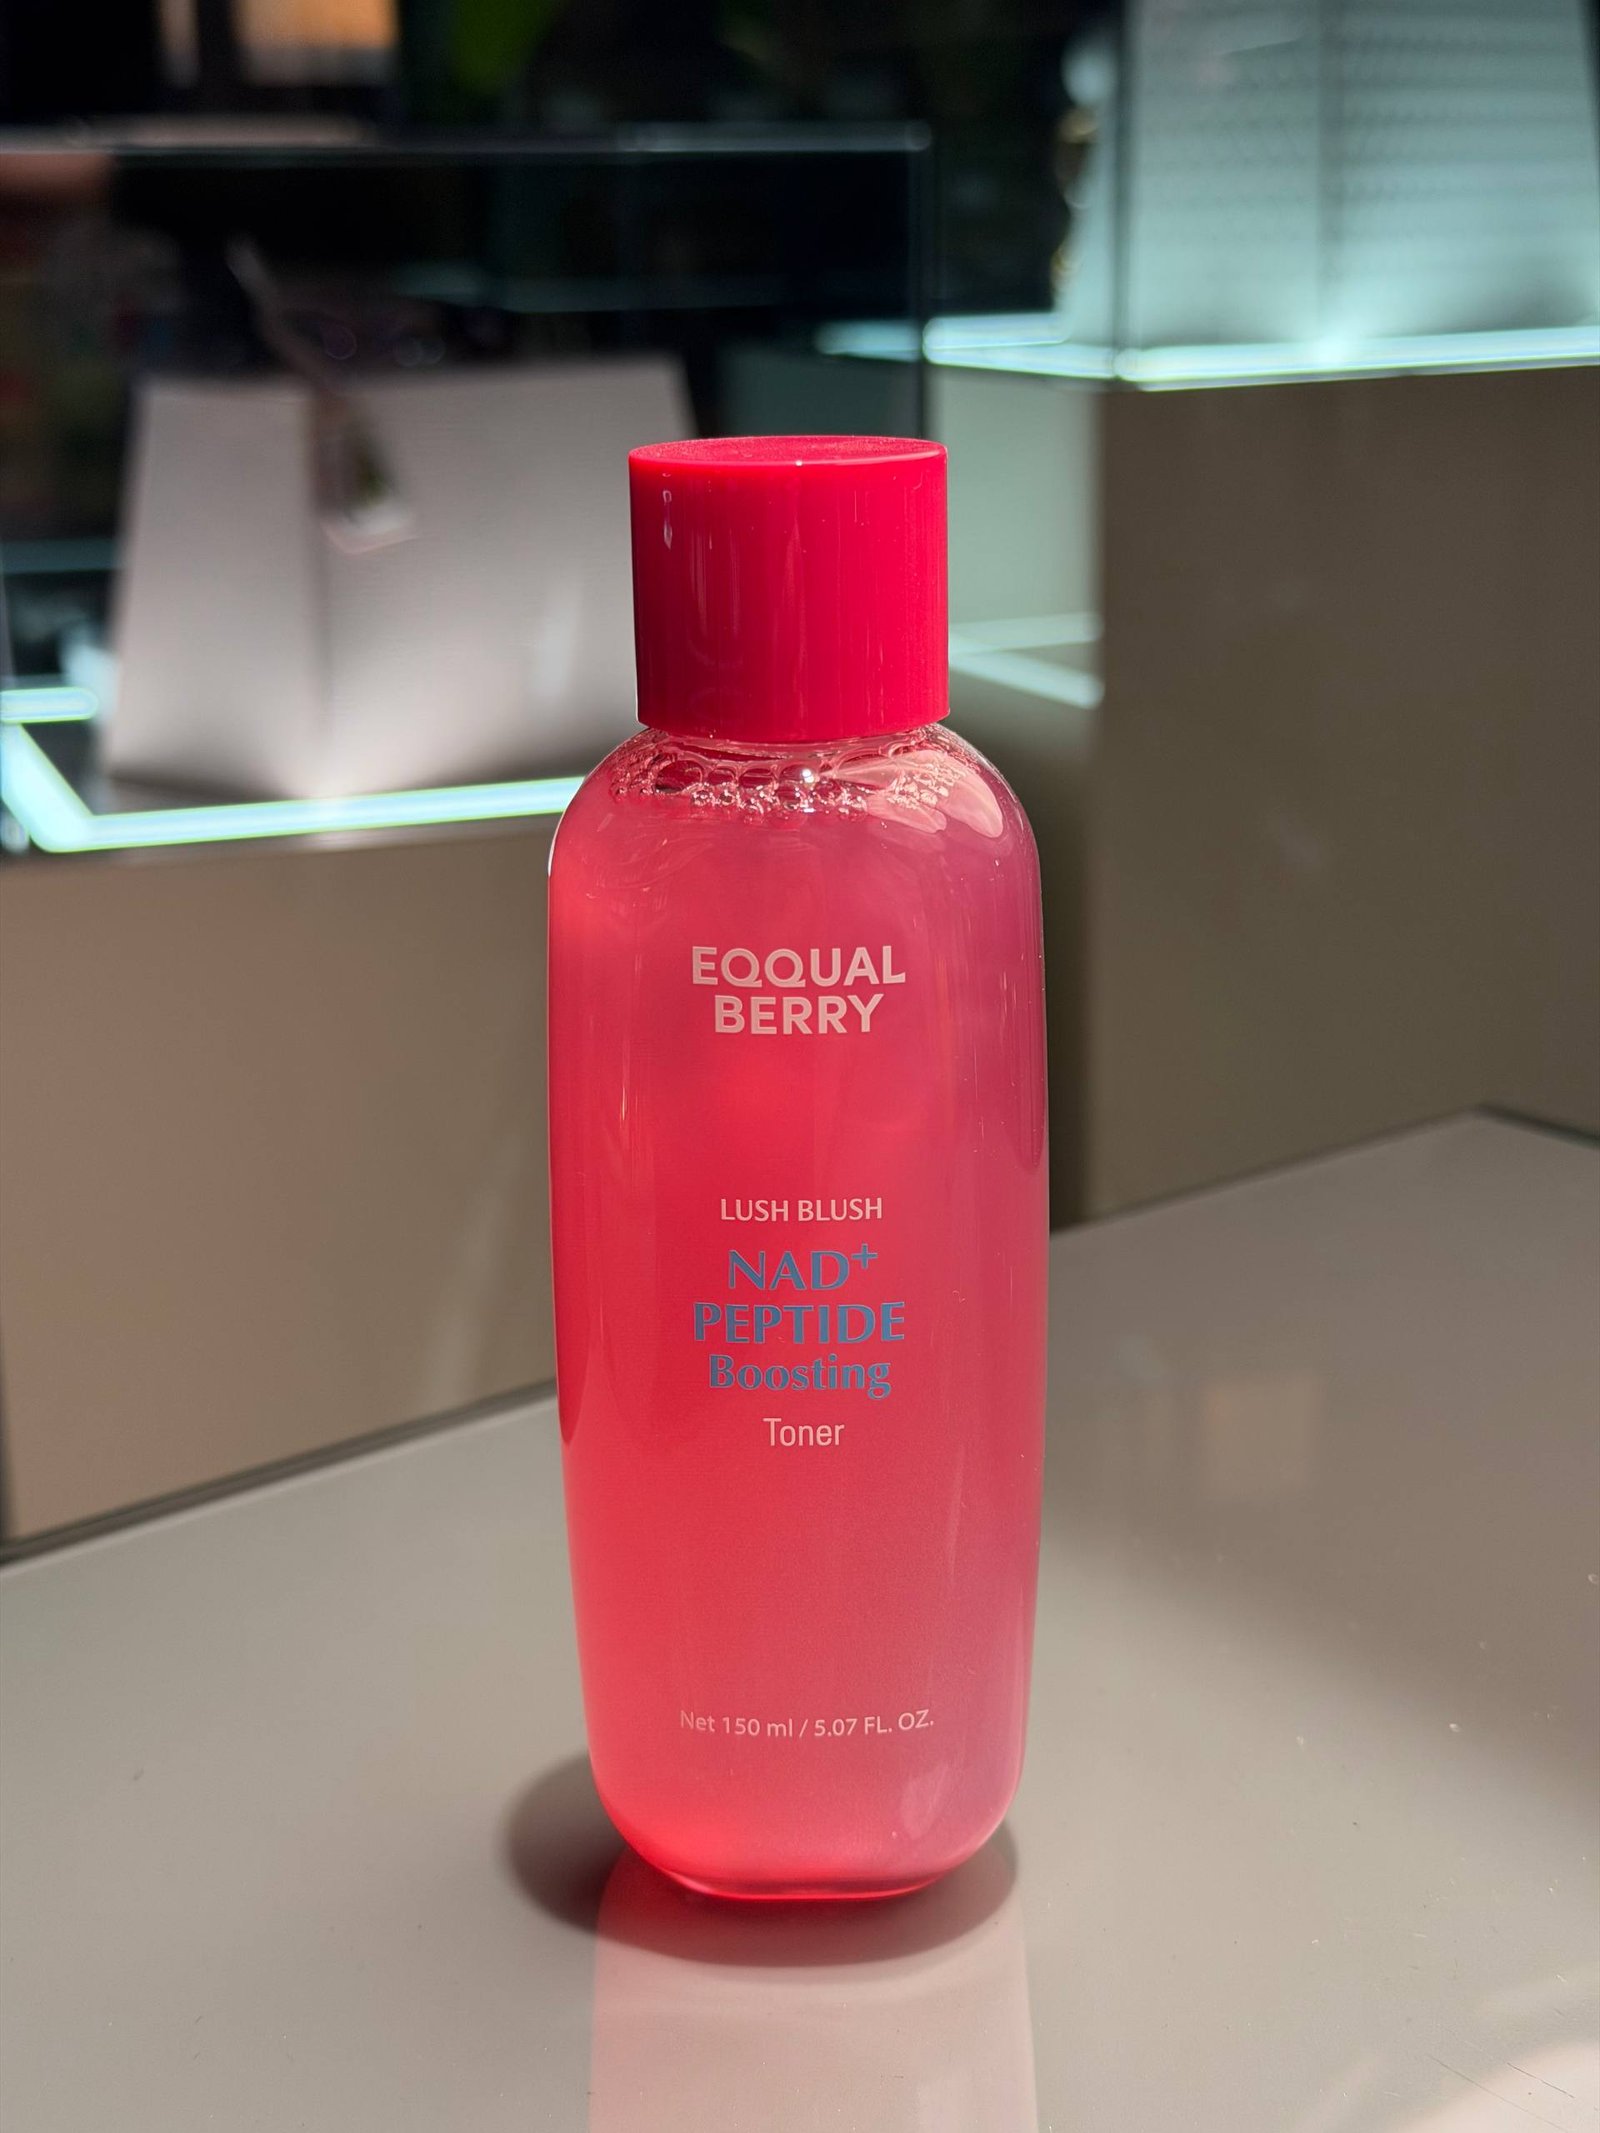 EQQUAL
BERRY
LUSH BLUSH
NAD+
PEPTIDE
Boosting
Toner
Net 150 ml / 5.07 FL. OZ.